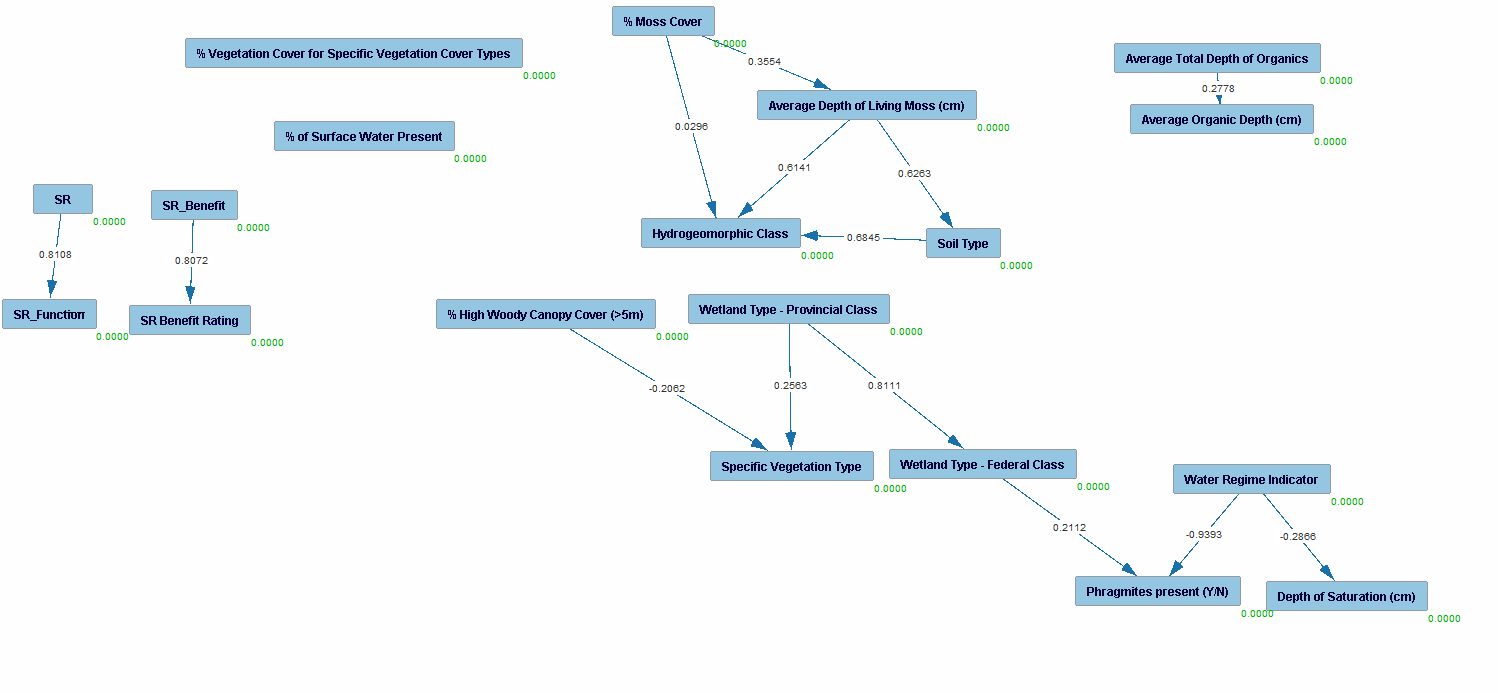 % Moss Cover
0.0000
% Vegetation Cover for Specific Vegetation Cover Types
0.0000
Average Total Depth of Organics
0.0000
0.3554
0.2778
Average Depth of Living Moss (cm)
0.0000
Average Organic Depth (cm)
0.0000
% of Surface Water Present
0.0000
0.0296
0.6141
0.6263
SR
0.0000
SR_Benefit
0.0000
Hydrogeomorphic Class
0.0000
0.6845
Soil Type
0.0000
0.8108
0.8072
SR_Function
0.0000
SR Benefit Rating
0.0000
% High Woody Canopy Cover (>5m)
0.0000
Wetland Type - Provincial Class
0.0000
-0.2062
0.2563
0.8111
Specific Vegetation Type
0.0000
Wetland Type - Federal Class
0.0000
Water Regime Indicator
0.0000
0.2112
-0.9393
-0.2866
Phragmites present (Y/N)
0.0000
Depth of Saturation (cm)
0.0000